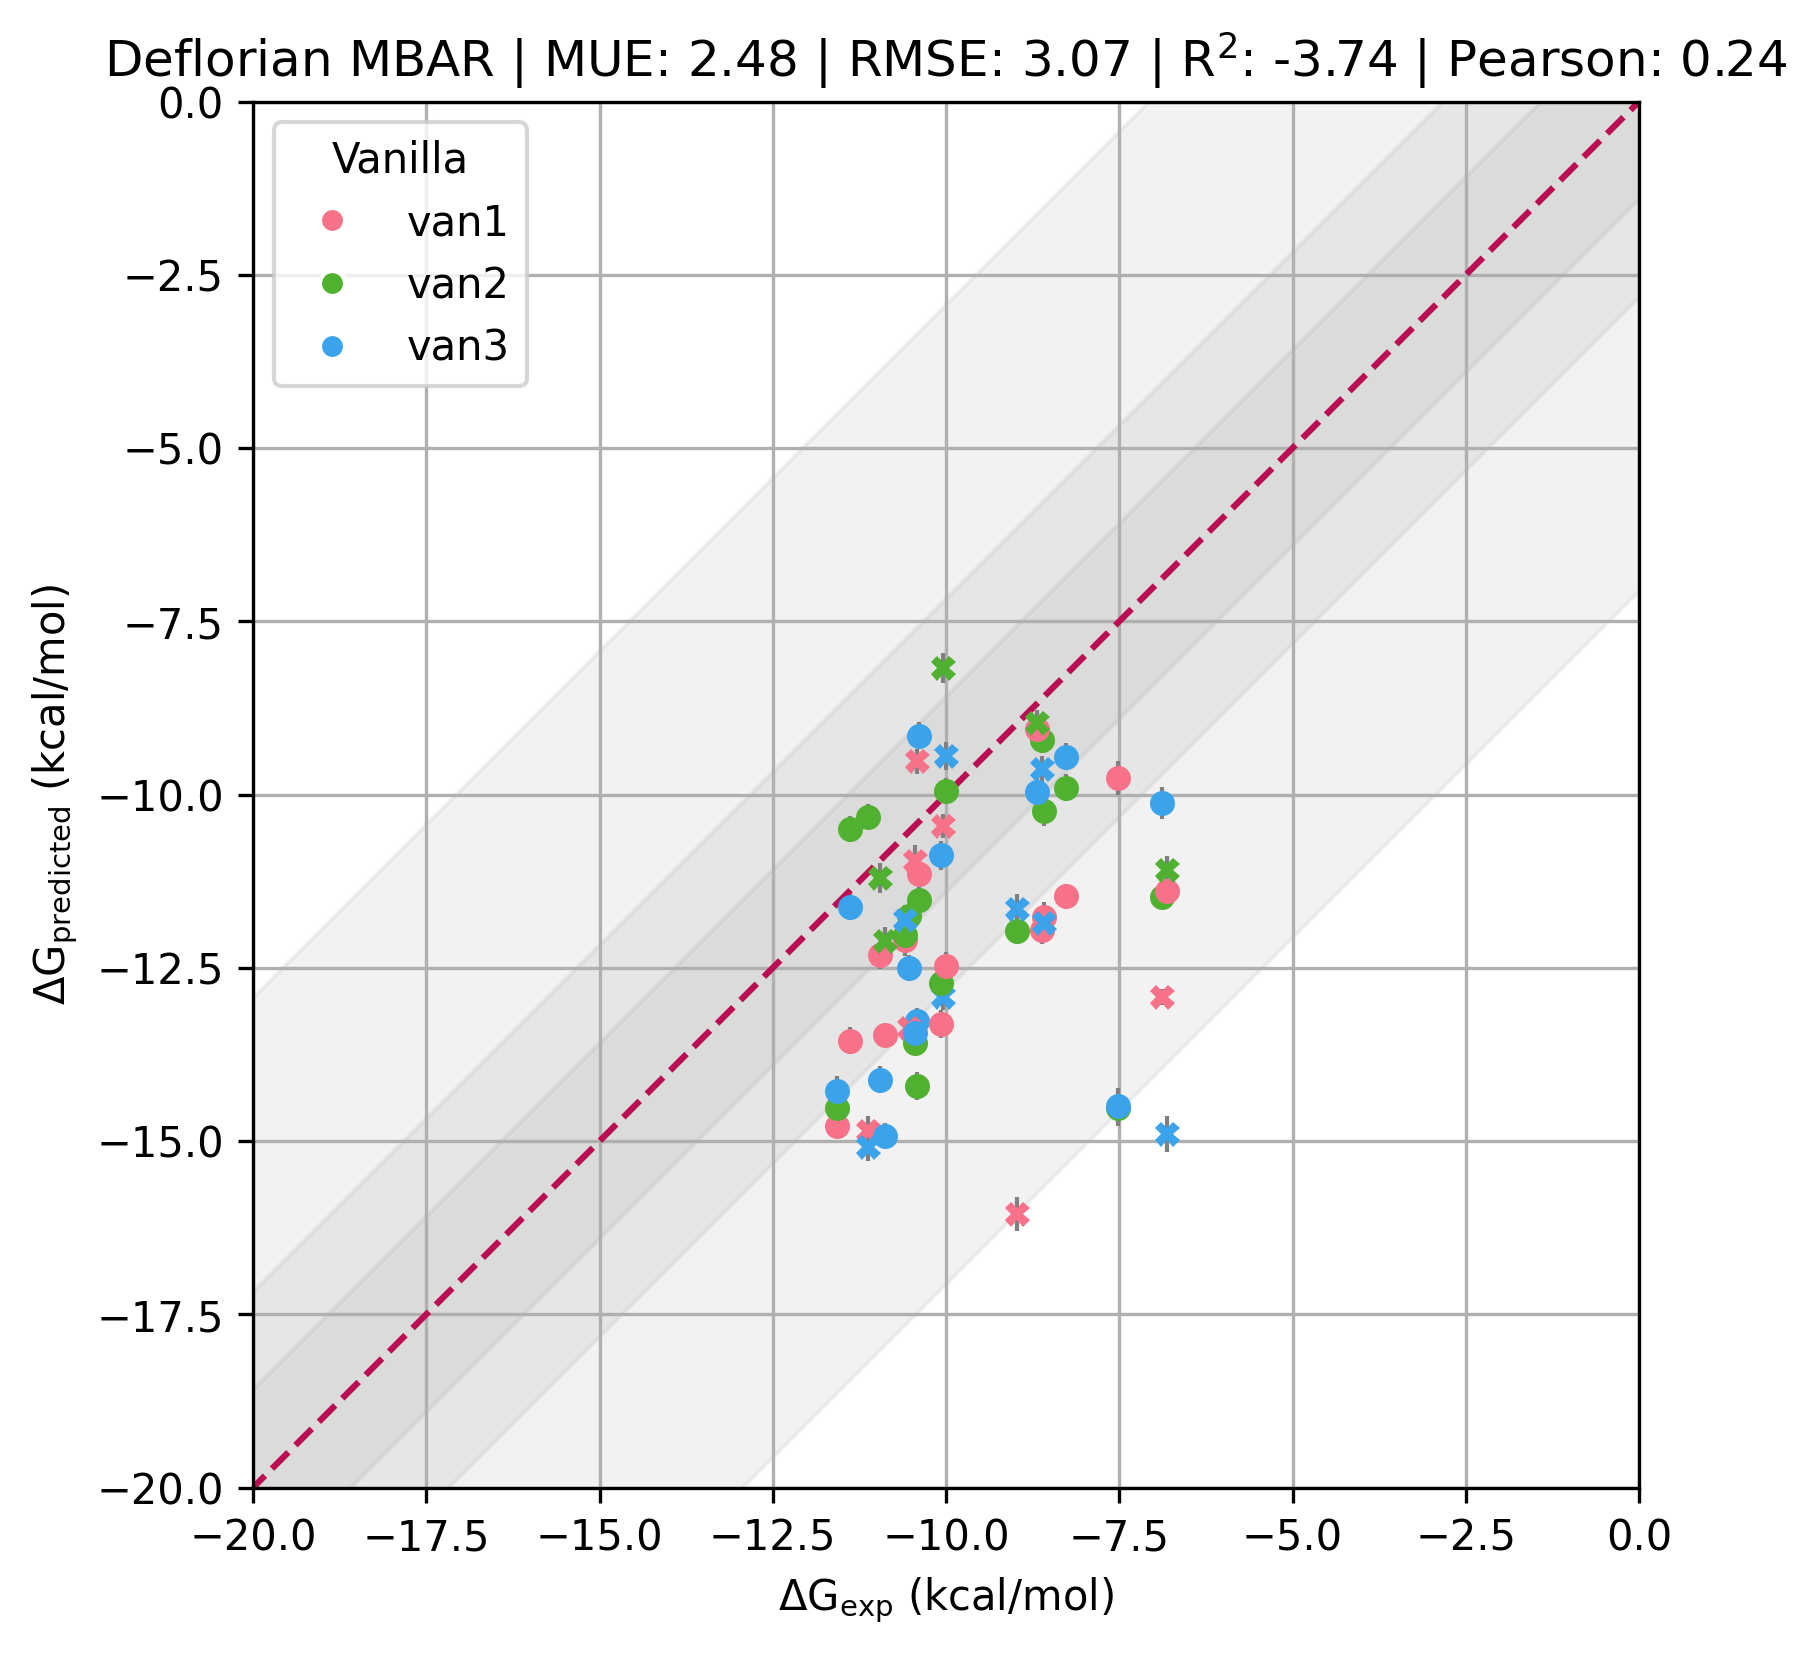 Deflorian MBAR | MUE: 2.48 | RMSE: 3.07 | R²: -3.74 | Pearson: 0.24
0.0
−2.5
−5.0
−7.5
−10.0
−12.5
−15.0
−17.5
−20.0
Vanilla
van1
van2
van3
ΔGpredicted (kcal/mol)
−20.0 −17.5 −15.0 −12.5 −10.0 −7.5 −5.0 −2.5 0.0
ΔGexp (kcal/mol)